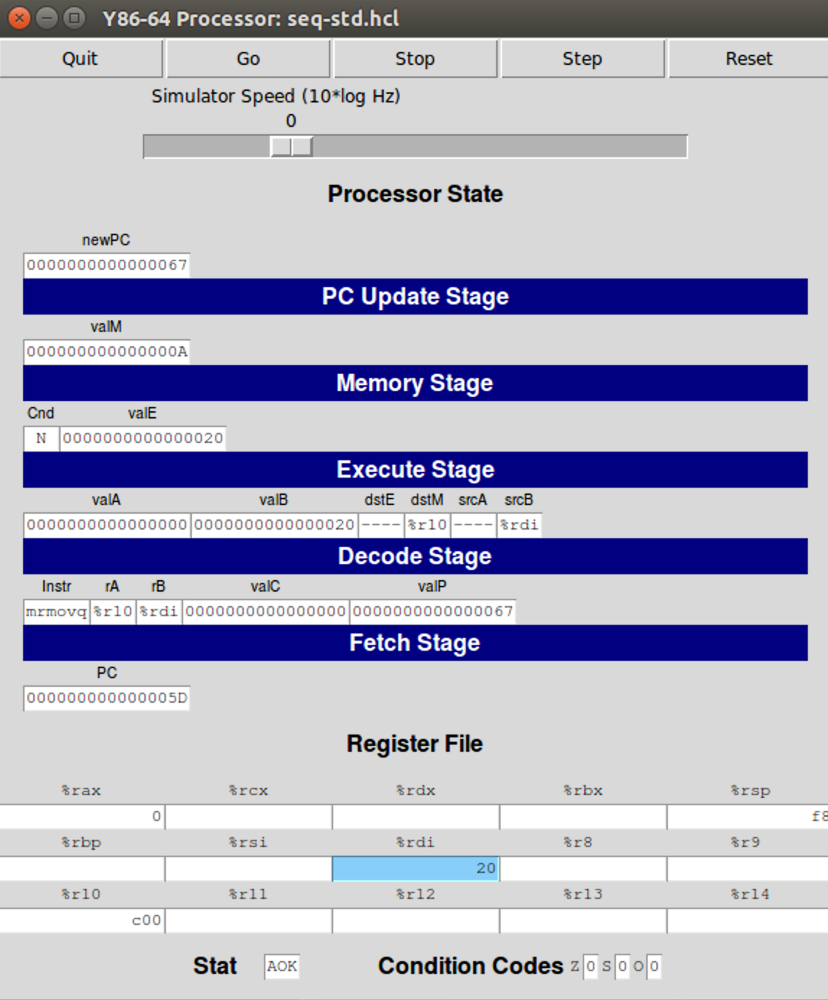 Y86-64 Processor: seq-std.hcl
Quit Go Stop Step Reset
Simulator Speed (10*log Hz)
0
Processor State
newPC
0000000000000067
PC Update Stage
valM
000000000000000A
Memory Stage
Cnd valE
N 0000000000000020
Execute Stage
valA valB dstE dstM srcA srcB
0000000000000000 0000000000000020 ---- %r10 ---- %rdi
Decode Stage
Instr rA rB valC valP
mrmovq %r10 %rdi 0000000000000000 0000000000000067
Fetch Stage
PC
000000000000005D
Register File
%rax %rcx %rdx %rbx %rsp
0 f8
%rbp %rsi %rdi %r8 %r9
20
%r10 %r11 %r12 %r13 %r14
c00
Stat AOK Condition Codes Z 0 S 0 O 0